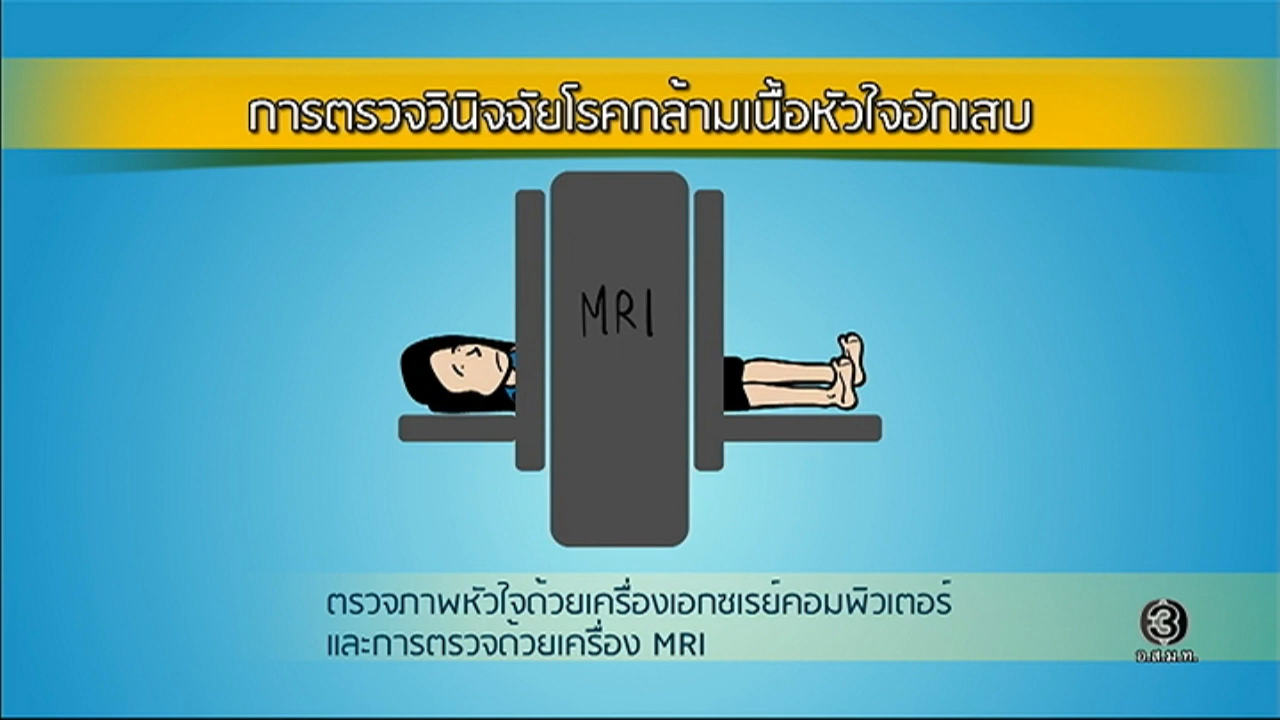 การตรวจวินิจฉัยโรคกล้ามเนื้อหัวใจอักเสบ
MRI
ตรวจภาพหัวใจด้วยเครื่องเอกซเรย์คอมพิวเตอร์
และการตรวจด้วยเครื่อง MRI
3
อ.ส.ม.ท.